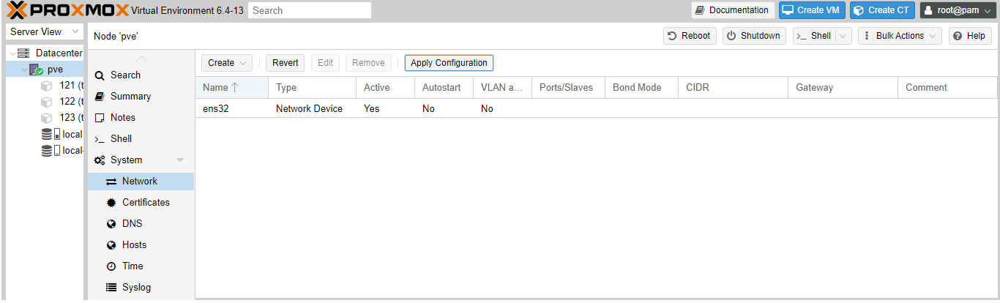 PROXMOX Virtual Environment 6.4-13 Search Documentation Create VM Create CT root@pam
Server View Node 'pve' Reboot Shutdown >_ Shell Bulk Actions Help
Datacenter
pve
121 (t
122 (t
123 (t
local
local-
Search
Summary
Notes
>_ Shell
System
Network
Certificates
DNS
Hosts
Time
Syslog
Create Revert Edit Remove Apply Configuration
Name Type Active Autostart VLAN a... Ports/Slaves Bond Mode CIDR Gateway Comment
ens32 Network Device Yes No No